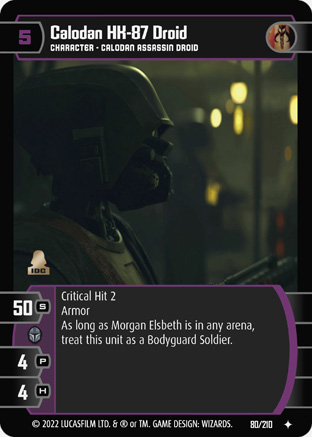 5
Calodan HK-87 Droid
CHARACTER - CALODAN ASSASSIN DROID
IDC
50 S
Critical Hit 2
Armor
As long as Morgan Elsbeth is in any arena,
treat this unit as a Bodyguard Soldier.
4 P
4 H
© 2022 LUCASFILM LTD. & ® or TM. GAME DESIGN: WIZARDS. 80/210